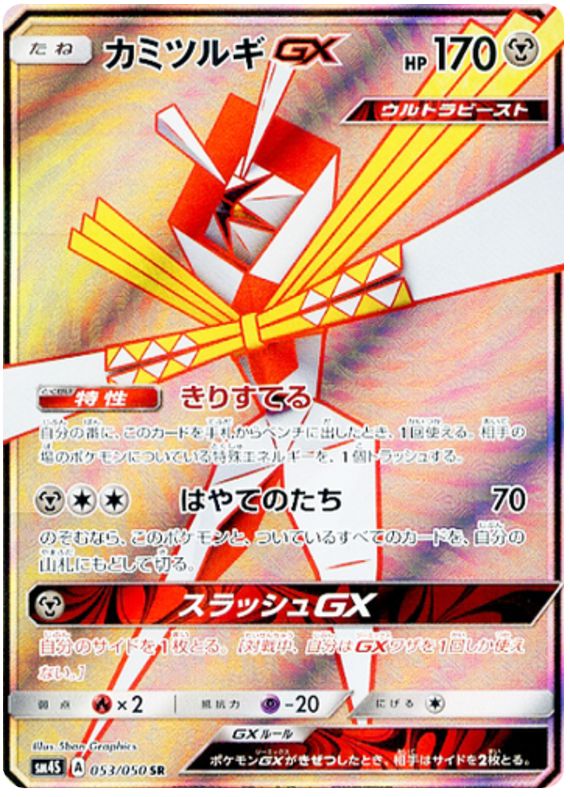 たね カミツルギGX HP 170
ウルトラビースト
特性 きりすてる
自分の番に、このカードを手札からベンチに出したとき、1回使える。相手の
場のポケモンについている特殊エネルギーを、1個トラッシュする。
はやてのたち 70
のぞむなら、このポケモンと、ついているすべてのカードを、自分の
山札にもどして切る。
スラッシュGX
自分のサイドを1枚とる。[対戦中、自分はGXワザを1回しか使え
ない。]
弱点 ×2 抵抗力 -20 にげる
GXルール
ポケモンGXがきぜつしたとき、相手はサイドを2枚とる。
illus. 5ban Graphics
SM4S A 053/050 SR